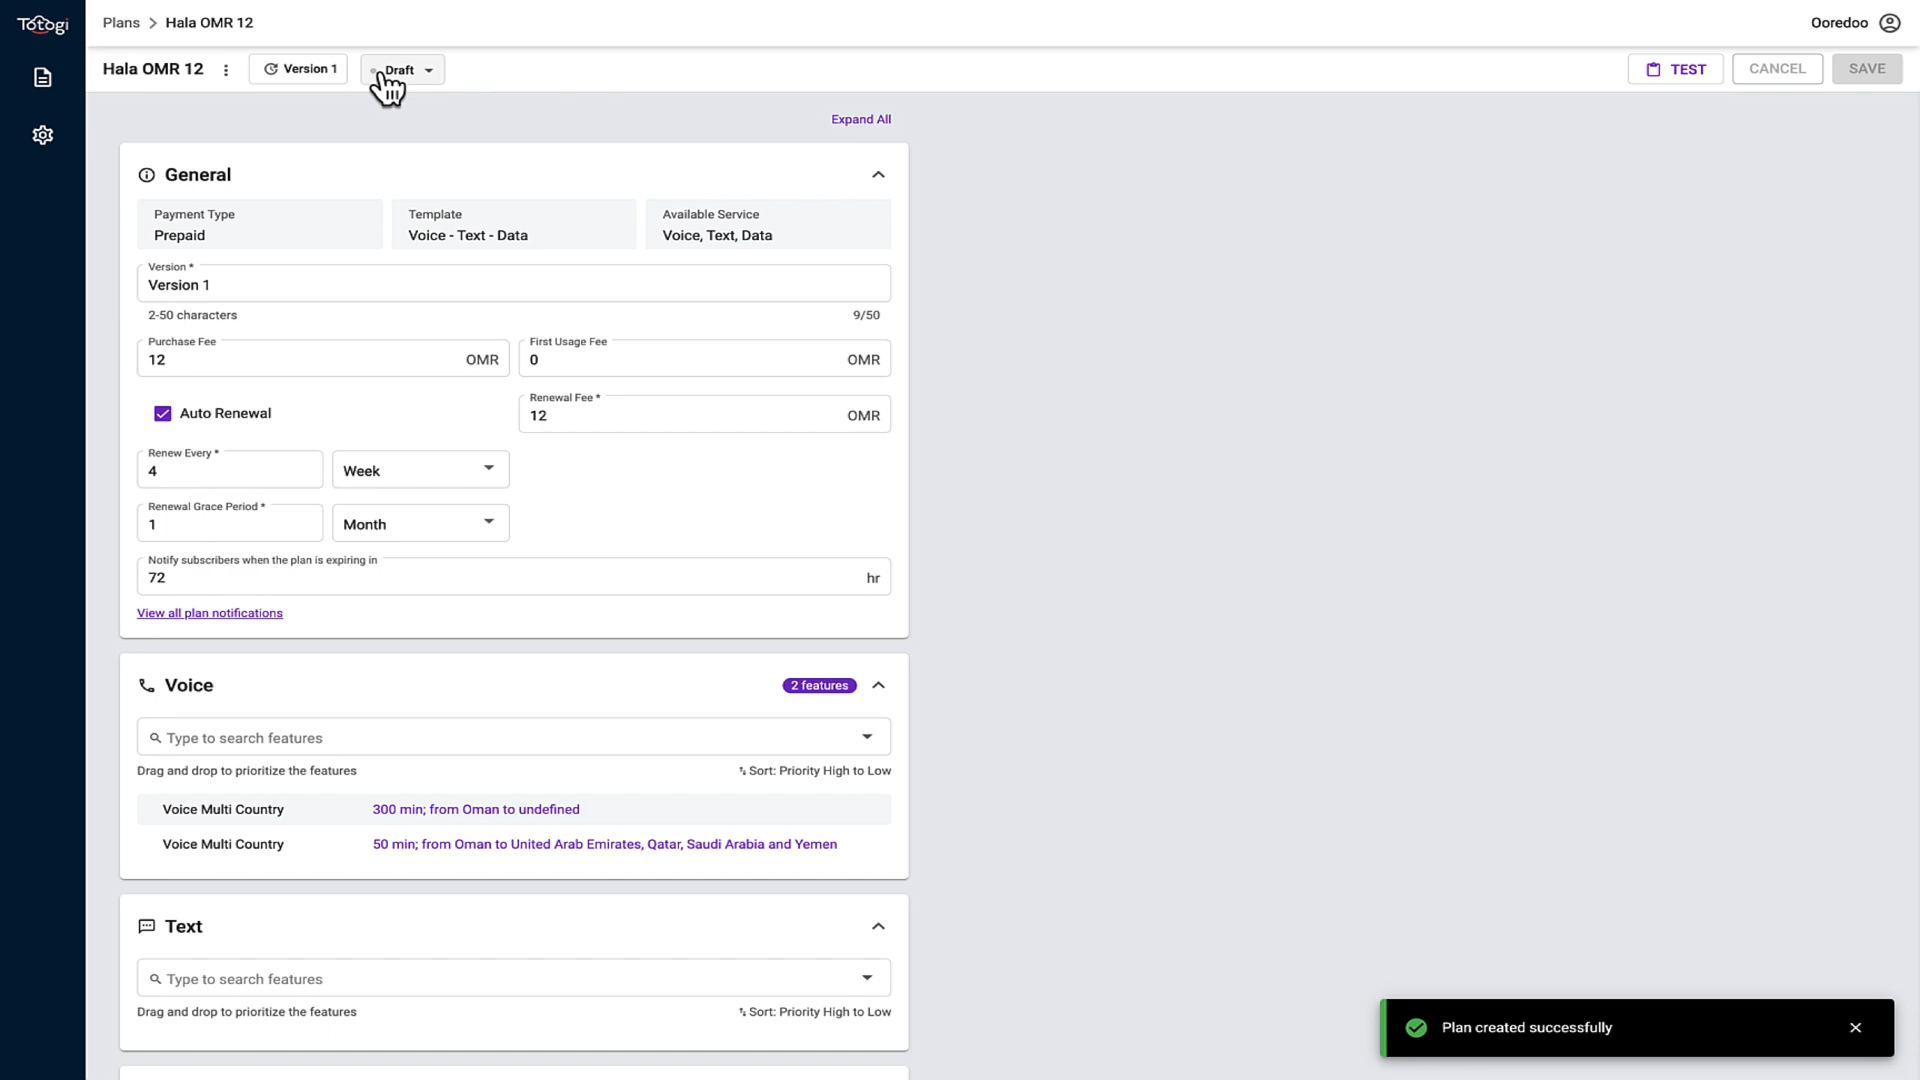 Totogi
Plans > Hala OMR 12
Ooredoo
Hala OMR 12
Version 1
Draft
TEST
CANCEL
SAVE
Expand All
General
Payment Type
Prepaid
Template
Voice - Text - Data
Available Service
Voice, Text, Data
Version *
Version 1
2-50 characters
9/50
Purchase Fee
12 OMR
First Usage Fee
0 OMR
Auto Renewal
Renewal Fee *
12 OMR
Renew Every *
4
Week
Renewal Grace Period *
1
Month
Notify subscribers when the plan is expiring in
72 hr
View all plan notifications
Voice
2 features
Type to search features
Drag and drop to prioritize the features
Sort: Priority High to Low
Voice Multi Country 300 min; from Oman to undefined
Voice Multi Country 50 min; from Oman to United Arab Emirates, Qatar, Saudi Arabia and Yemen
Text
Type to search features
Drag and drop to prioritize the features
Sort: Priority High to Low
Plan created successfully